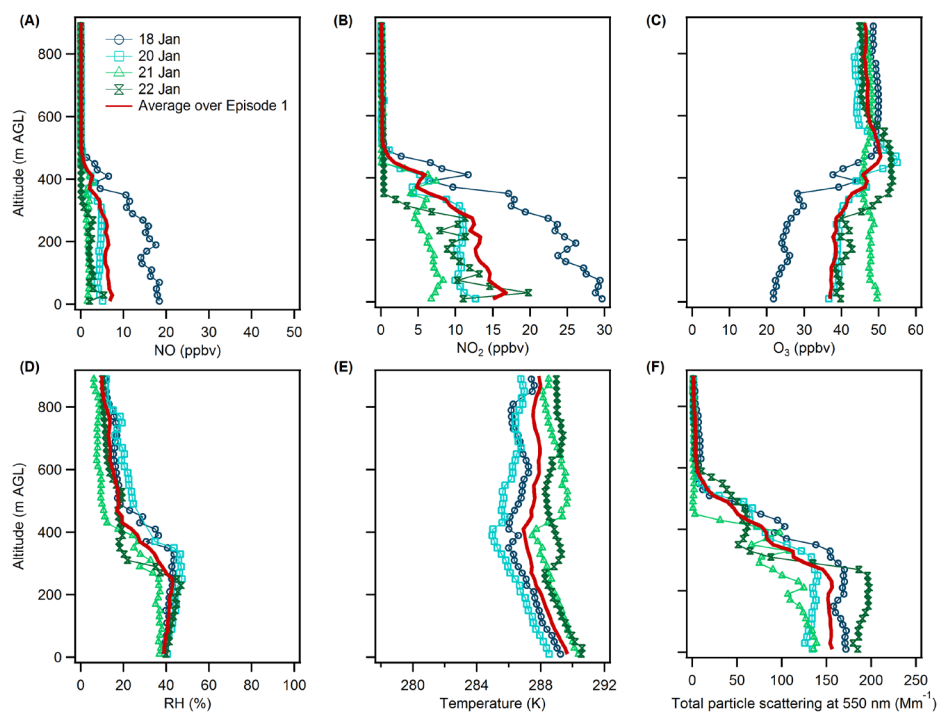 (A)
(B)
(C)
18 Jan
20 Jan
21 Jan
22 Jan
Average over Episode 1
Altitude (m AGL)
800
600
400
200
0
0 10 20 30 40 50
NO (ppbv)
0 5 10 15 20 25 30
NO2 (ppbv)
0 10 20 30 40 50 60
O3 (ppbv)
(D)
(E)
(F)
Altitude (m AGL)
800
600
400
200
0
0 20 40 60 80 100
RH (%)
280 284 288 292
Temperature (K)
0 50 100 150 200 250
Total particle scattering at 550 nm (Mm⁻¹)